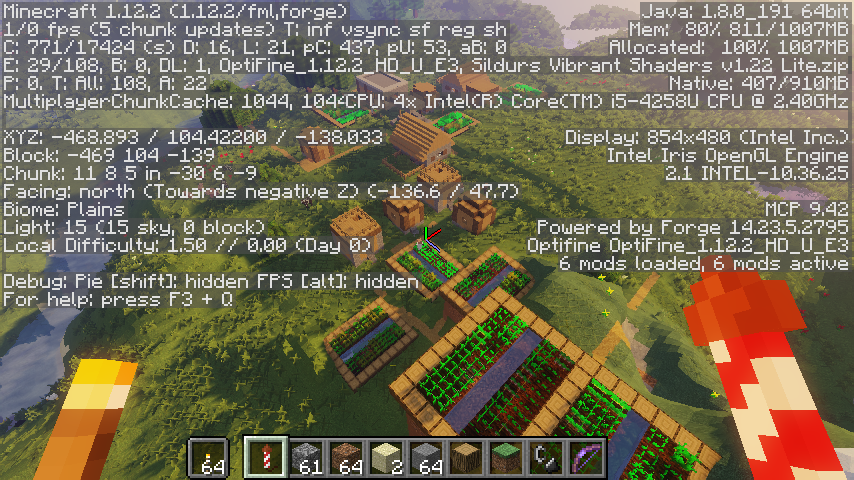 Minecraft 1.12.2 (1.12.2/fml,forge)
1/0 fps (5 chunk updates) T: inf vsync sf reg sh
C: 771/17424 (s) D: 16, L: 21, pC: 437, pU: 53, aB: 0
E: 29/108, B: 0, DL: 1, OptiFine_1.12.2_HD_U_E3, Sildurs Vibrant Shaders v1.22 Lite.zip
P: 0. T: All: 108, A: 22
MultiplayerChunkCache: 1044, 104
XYZ: -468.893 / 104.42200 / -138.033
Block: -469 104 -139
Chunk: 11 8 5 in -30 6 -9
Facing: north (Towards negative Z) (-136.6 / 47.7)
Biome: Plains
Light: 15 (15 sky, 0 block)
Local Difficulty: 1.50 // 0.00 (Day 0)
Debug: Pie [shift]: hidden FPS [alt]: hidden
For help: press F3 + Q
Java: 1.8.0_191 64bit
Mem: 80% 811/1007MB
Allocated: 100% 1007MB
Native: 407/910MB
CPU: 4x Intel(R) Core(TM) i5-4258U CPU @ 2.40GHz
Display: 854x480 (Intel Inc.)
Intel Iris OpenGL Engine
2.1 INTEL-10.36.25
MCP 9.42
Powered by Forge 14.23.5.2795
Optifine OptiFine_1.12.2_HD_U_E3
6 mods loaded, 6 mods active
64
61
64
2
64